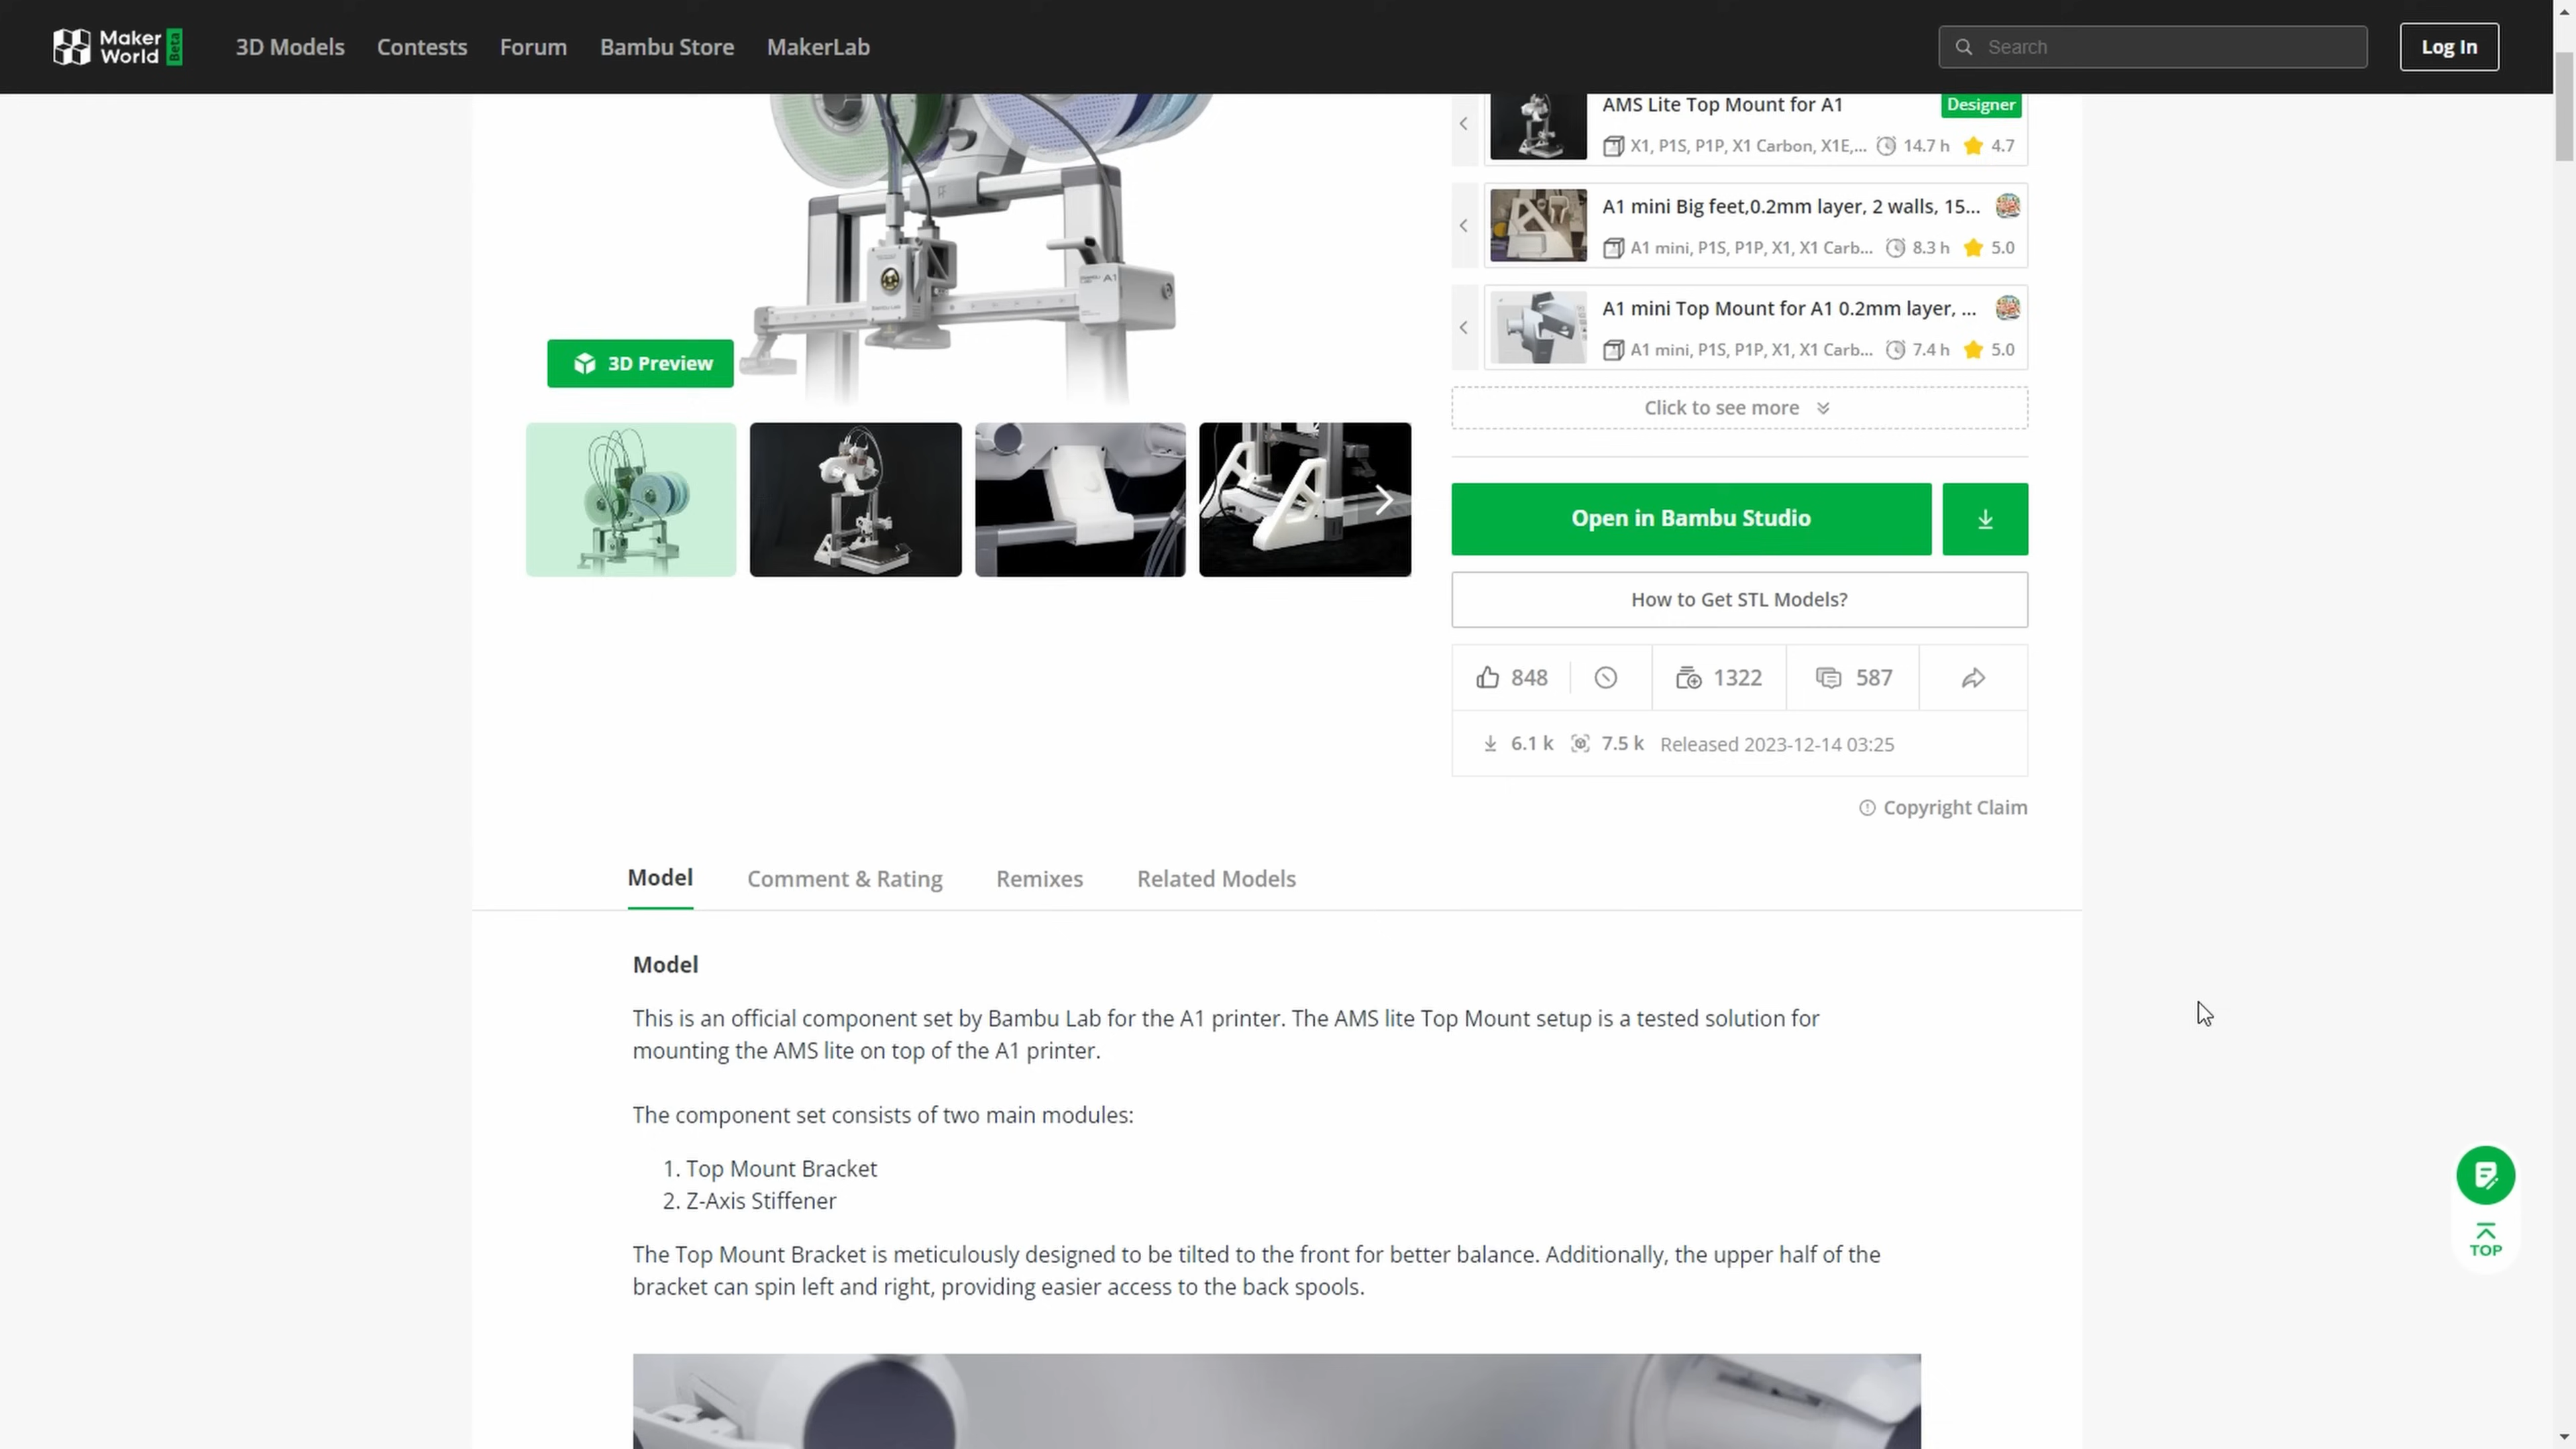 Maker
World
Beta
3D Models
Contests
Forum
Bambu Store
MakerLab
Search
Log In
A1
3D Preview
AMS Lite Top Mount for A1
Designer
X1, P1S, P1P, X1 Carbon, X1E,...
14.7 h
4.7
A1 mini Big feet,0.2mm layer, 2 walls, 15...
A1 mini, P1S, P1P, X1, X1 Carb...
8.3 h
5.0
A1 mini Top Mount for A1 0.2mm layer, ...
A1 mini, P1S, P1P, X1, X1 Carb...
7.4 h
5.0
Click to see more
Open in Bambu Studio
How to Get STL Models?
848
1322
587
6.1 k
7.5 k
Released 2023-12-14 03:25
Copyright Claim
Model
Comment & Rating
Remixes
Related Models
Model
This is an official component set by Bambu Lab for the A1 printer. The AMS lite Top Mount setup is a tested solution for
mounting the AMS lite on top of the A1 printer.
The component set consists of two main modules:
1. Top Mount Bracket
2. Z-Axis Stiffener
The Top Mount Bracket is meticulously designed to be tilted to the front for better balance. Additionally, the upper half of the
bracket can spin left and right, providing easier access to the back spools.
TOP